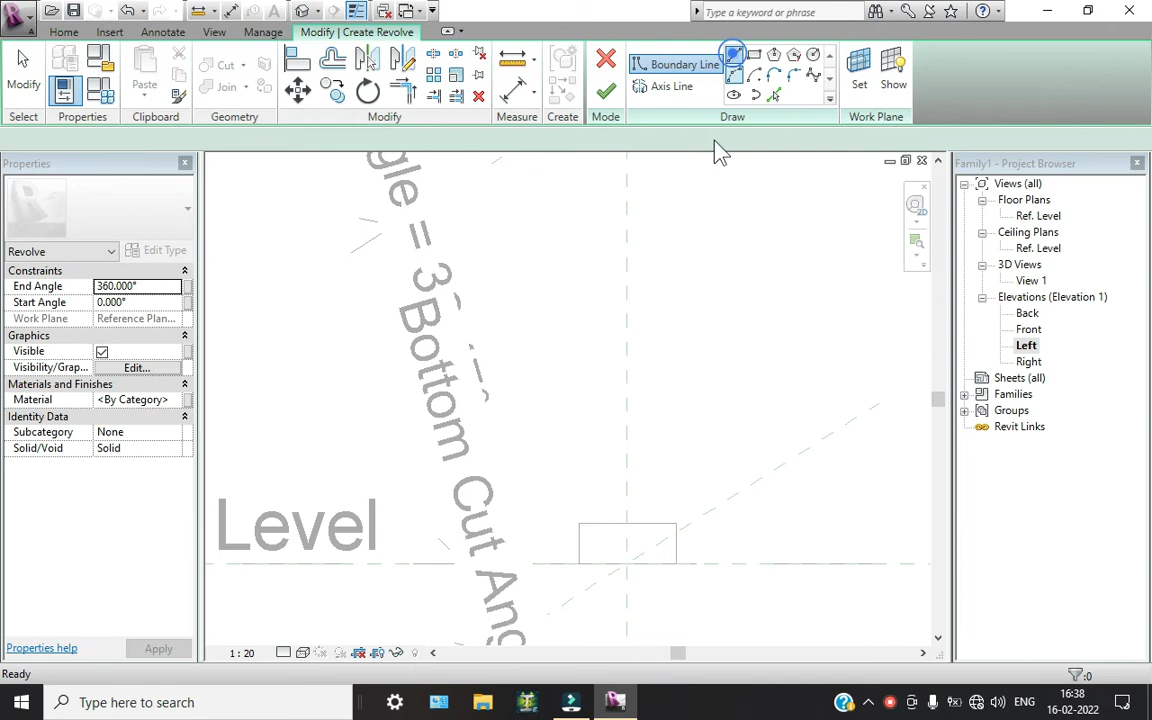 Type a keyword or phrase
Home
Insert
Annotate
View
Manage
Modify | Create Revolve
Modify
Paste
Cut
Join
Boundary Line
Axis Line
Set
Show
Select
Properties
Clipboard
Geometry
Modify
Measure
Create
Mode
Draw
Work Plane
Properties
Revolve
Edit Type
Constraints
End Angle 360.000°
Start Angle 0.000°
Work Plane Reference Plan...
Graphics
Visible
Visibility/Grap... Edit...
Materials and Finishes
Material <By Category>
Identity Data
Subcategory None
Solid/Void Solid
Properties help
Apply
gle = 3
Bottom Cut Ang
Level
2D
1 : 20
Family1 - Project Browser
Views (all)
Floor Plans
Ref. Level
Ceiling Plans
Ref. Level
3D Views
View 1
Elevations (Elevation 1)
Back
Front
Left
Right
Sheets (all)
Families
Groups
Revit Links
Ready
:0
Type here to search
ENG
16:38
16-02-2022